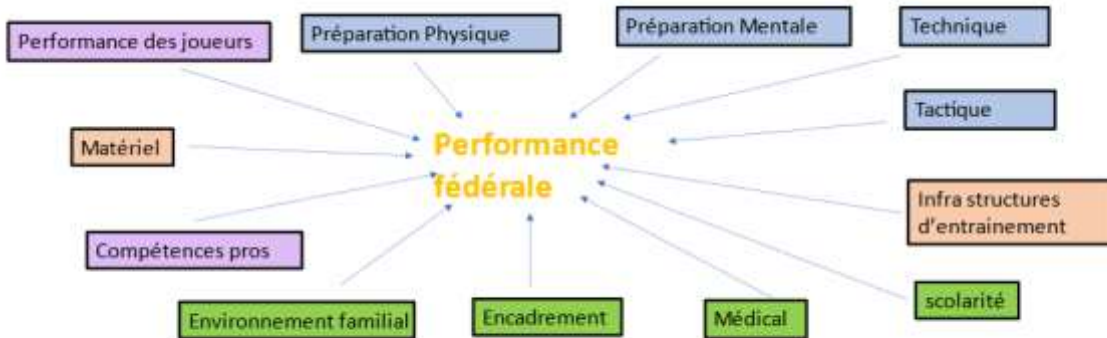 Performance des joueurs
Préparation Physique
Préparation Mentale
Technique
Tactique
Matériel
Performance
fédérale
Infra structures
d'entrainement
Compétences pros
scolarité
Environnement familial
Encadrement
Médical